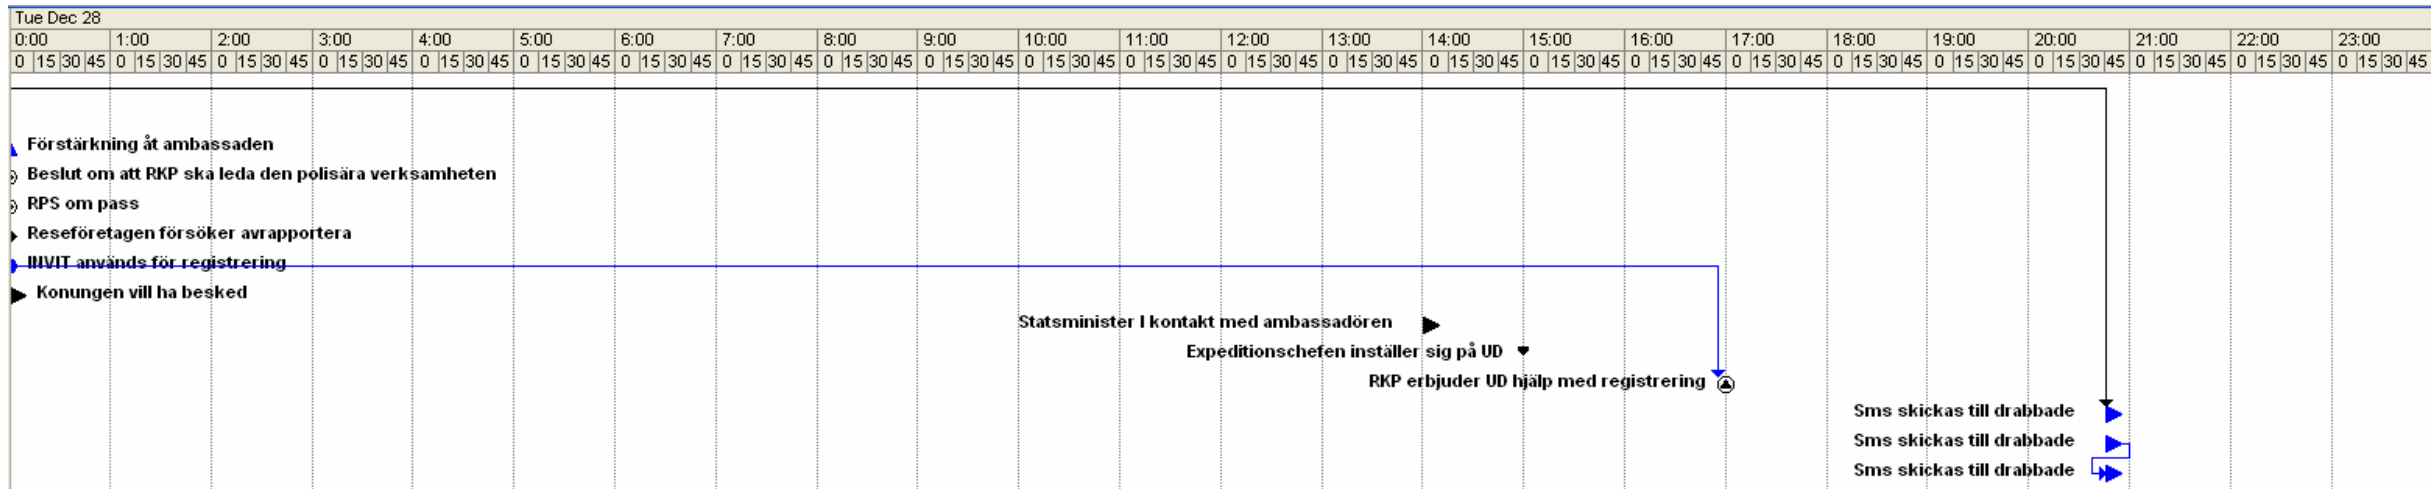 Tue Dec 28
0:00 1:00 2:00 3:00 4:00 5:00 6:00 7:00 8:00 9:00 10:00 11:00 12:00 13:00 14:00 15:00 16:00 17:00 18:00 19:00 20:00 21:00 22:00 23:00
0 15 30 45 0 15 30 45 0 15 30 45 0 15 30 45 0 15 30 45 0 15 30 45 0 15 30 45 0 15 30 45 0 15 30 45 0 15 30 45 0 15 30 45 0 15 30 45 0 15 30 45 0 15 30 45 0 15 30 45 0 15 30 45 0 15 30 45 0 15 30 45 0 15 30 45 0 15 30 45 0 15 30 45 0 15 30 45 0 15 30 45 0 15 30 45
Förstärkning åt ambassaden
Beslut om att RKP ska leda den polisära verksamheten
RPS om pass
Reseföretagen försöker avrapportera
INVIT används för registrering
Konungen vill ha besked
Statsminister I kontakt med ambassadören
Expeditionschefen inställer sig på UD
RKP erbjuder UD hjälp med registrering
Sms skickas till drabbade
Sms skickas till drabbade
Sms skickas till drabbade